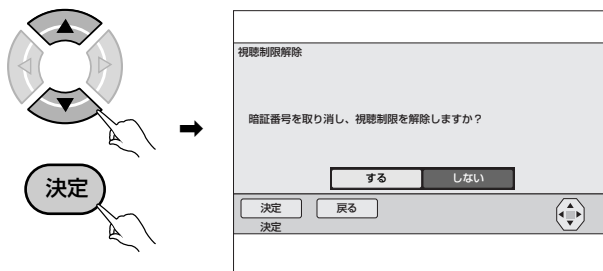 決定
視聴制限解除
暗証番号を取り消し、視聴制限を解除しますか？
する
しない
決定
戻る
決定